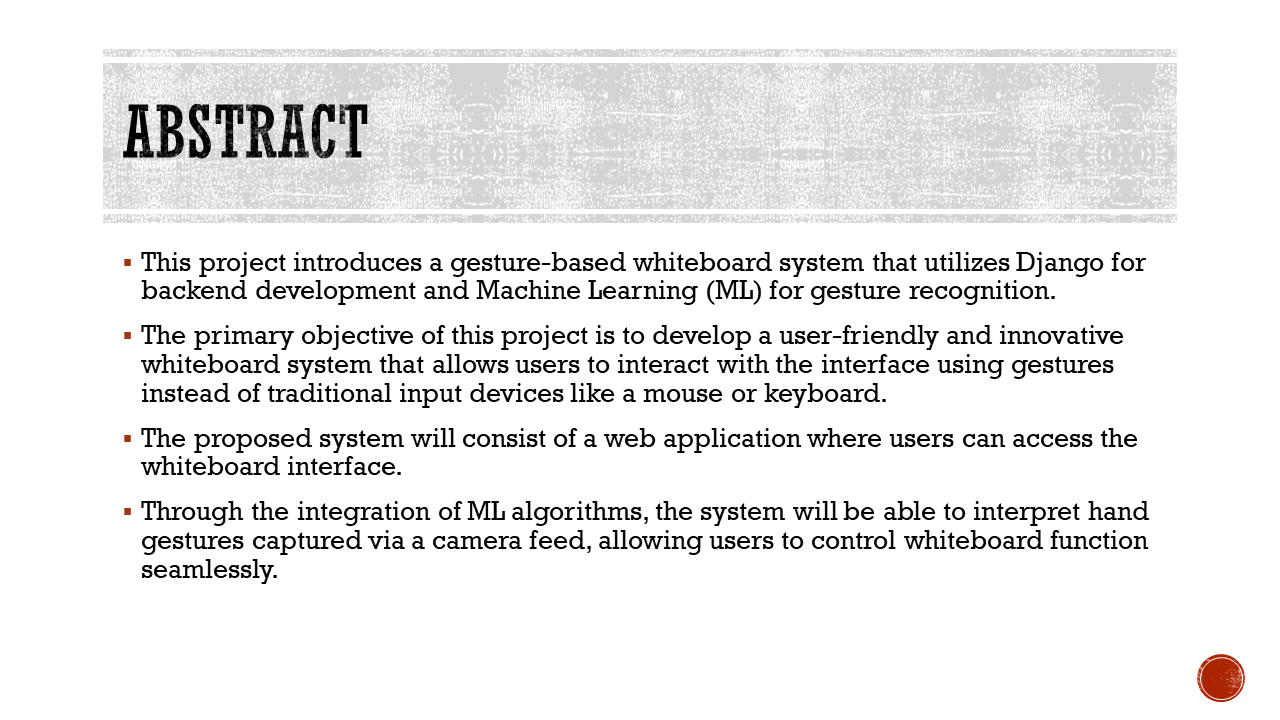 ABSTRACT
▪ This project introduces a gesture-based whiteboard system that utilizes Django for
backend development and Machine Learning (ML) for gesture recognition.
▪ The primary objective of this project is to develop a user-friendly and innovative
whiteboard system that allows users to interact with the interface using gestures
instead of traditional input devices like a mouse or keyboard.
▪ The proposed system will consist of a web application where users can access the
whiteboard interface.
▪ Through the integration of ML algorithms, the system will be able to interpret hand
gestures captured via a camera feed, allowing users to control whiteboard function
seamlessly.